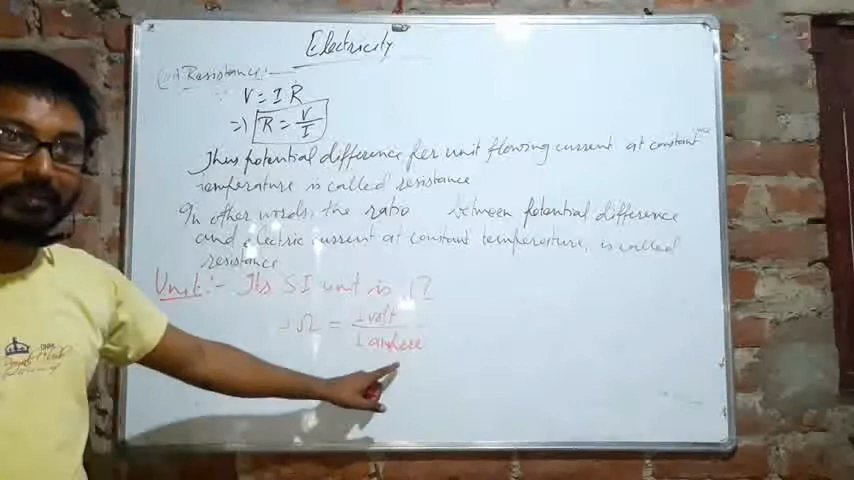 Electricity
Resistance:-
V = I R
=) R = V/I
Thus potential difference per unit flowing current at constant
temperature is called resistance
In other words, the ratio between potential difference
and electric current at constant temperature, is called
resistance
Unit:- Its SI unit is Ω
1 Ω = 1 volt / 1 ampere